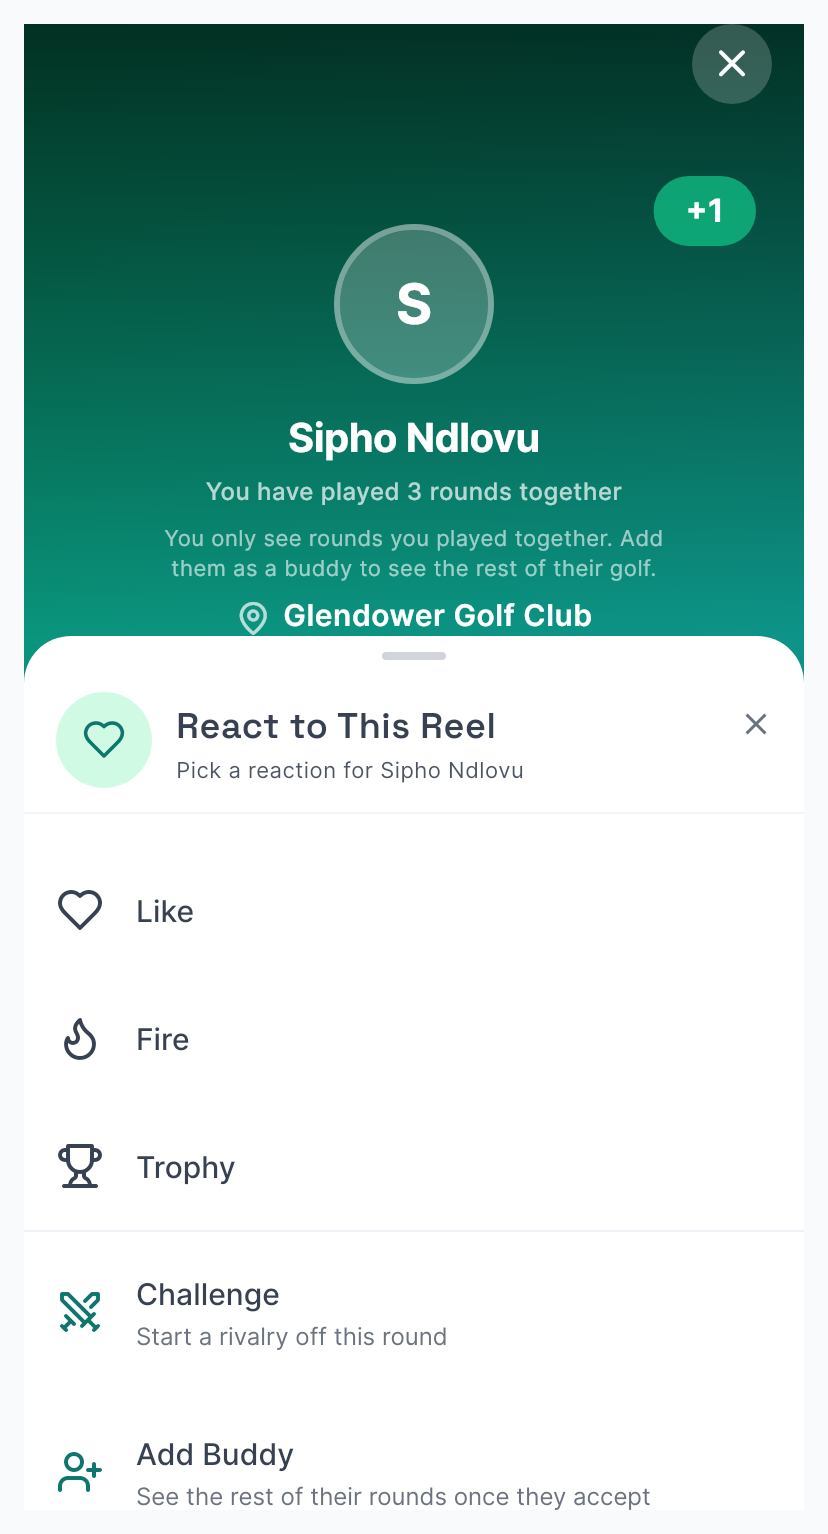 +1
S
Sipho Ndlovu
You have played 3 rounds together
You only see rounds you played together. Add
them as a buddy to see the rest of their golf.
Glendower Golf Club
React to This Reel
Pick a reaction for Sipho Ndlovu
Like
Fire
Trophy
Challenge
Start a rivalry off this round
Add Buddy
See the rest of their rounds once they accept